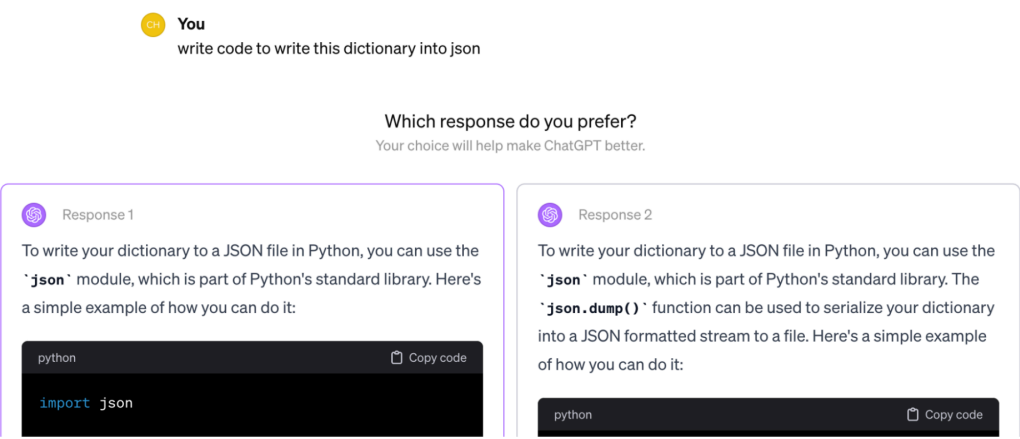 CH
You
write code to write this dictionary into json
Which response do you prefer?
Your choice will help make ChatGPT better.
Response 1
To write your dictionary to a JSON file in Python, you can use the
`json` module, which is part of Python's standard library. Here's
a simple example of how you can do it:
python
Copy code
import json
Response 2
To write your dictionary to a JSON file in Python, you can use the
`json` module, which is part of Python's standard library. The
`json.dump()` function can be used to serialize your dictionary
into a JSON formatted stream to a file. Here's a simple example
of how you can do it:
python
Copy code